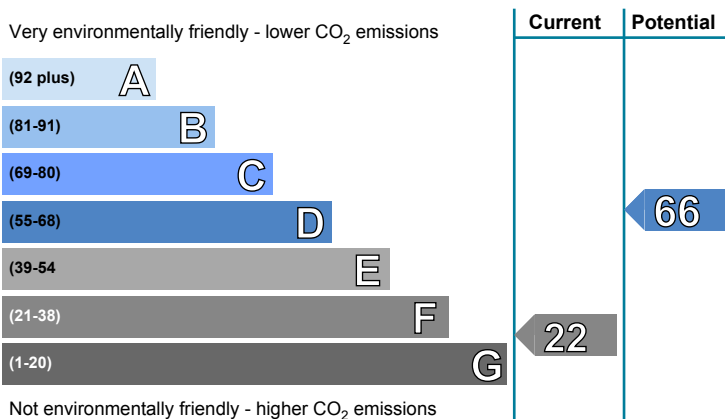 Current Potential
Very environmentally friendly - lower CO2 emissions
(92 plus) A
(81-91) B
(69-80) C
(55-68) D
66
(39-54 E
(21-38) F
22
(1-20) G
Not environmentally friendly - higher CO2 emissions